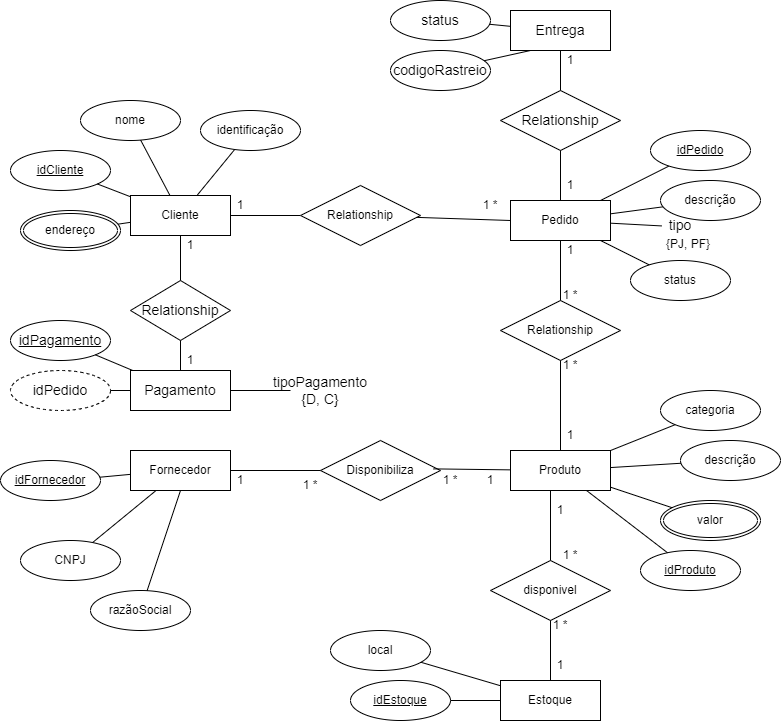 status
Entrega
codigoRastreio
1
nome
identificação
Relationship
idPedido
idCliente
1
descrição
Cliente
1
Relationship
1 *
Pedido
tipo
{PJ, PF}
endereço
1
1
status
1 *
Relationship
Relationship
idPagamento
1
1 *
idPedido
Pagamento
tipoPagamento
{D, C}
categoria
1
descrição
Fornecedor
Disponibiliza
Produto
idFornecedor
1
1 *
1 *
1
1
valor
CNPJ
1 *
idProduto
disponivel
razãoSocial
1 *
local
1
idEstoque
Estoque